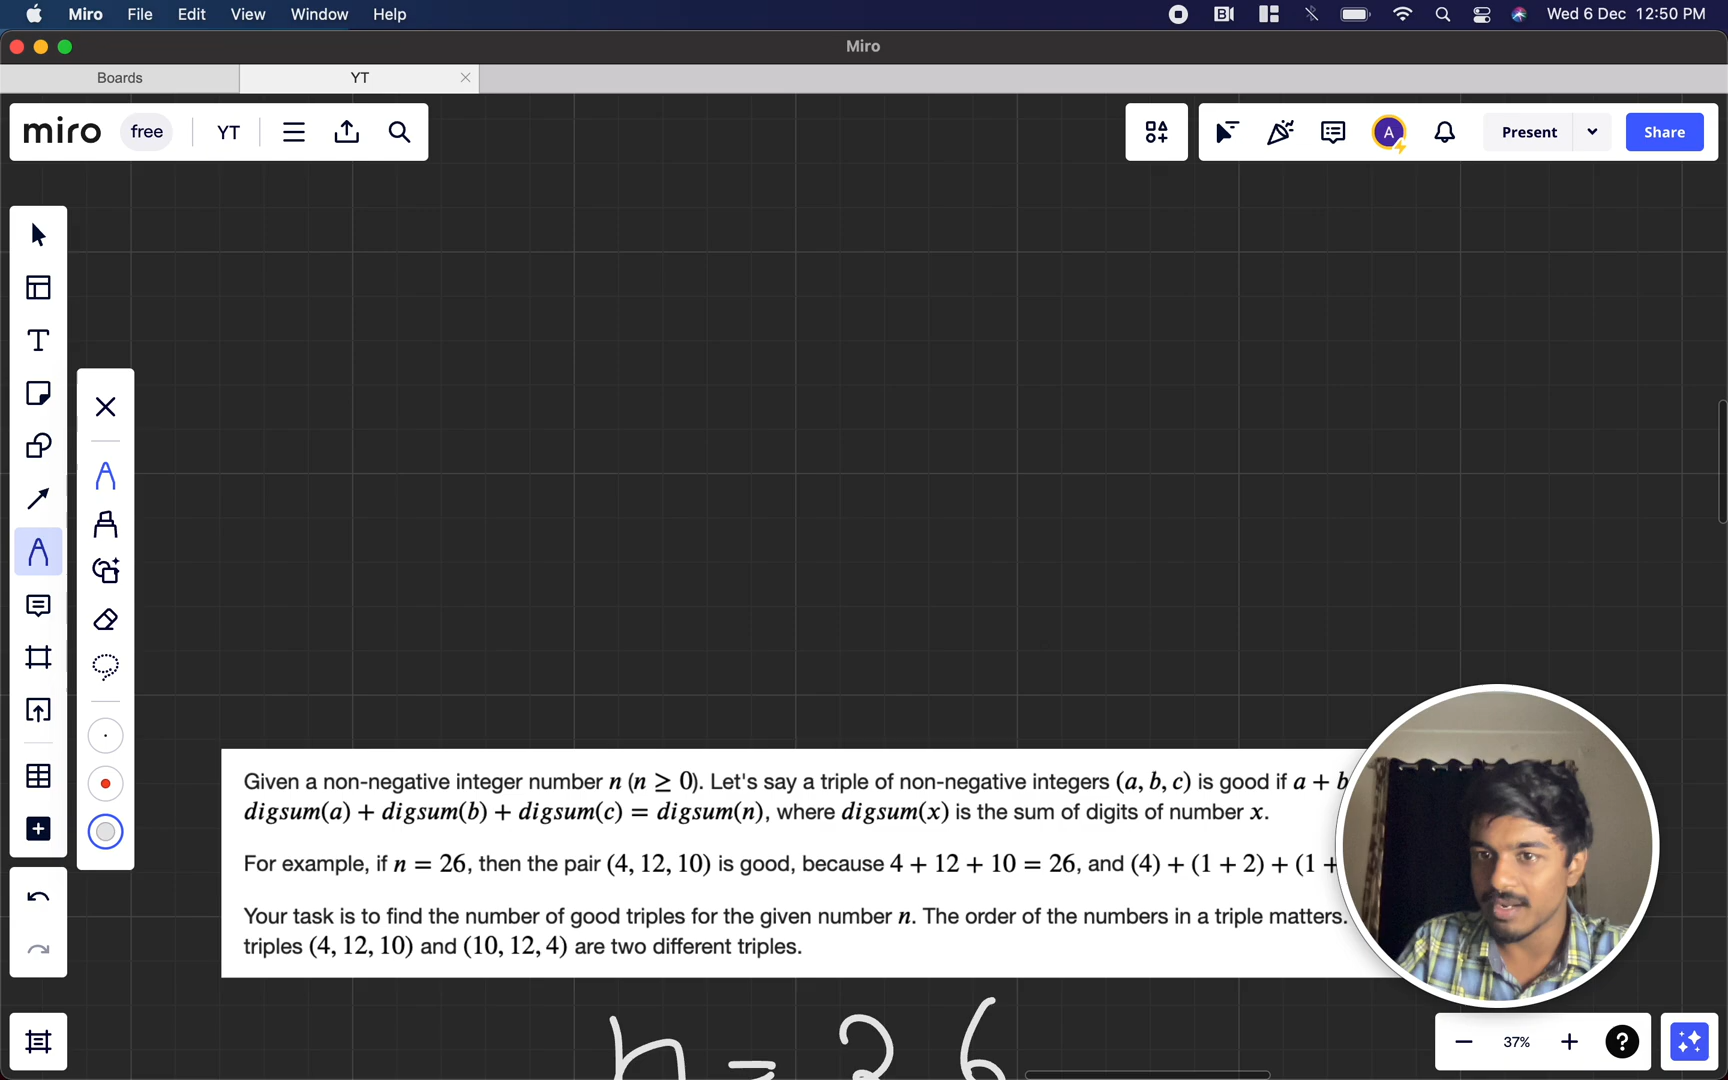 Miro File Edit View Window Help Wed 6 Dec 12:50 PM
Miro
Boards YT
miro free YT Present Share
A
Given a non-negative integer number n (n ≥ 0). Let's say a triple of non-negative integers (a, b, c) is good if a + b
digsum(a) + digsum(b) + digsum(c) = digsum(n), where digsum(x) is the sum of digits of number x.
For example, if n = 26, then the pair (4, 12, 10) is good, because 4 + 12 + 10 = 26, and (4) + (1 + 2) + (1 +
Your task is to find the number of good triples for the given number n. The order of the numbers in a triple matters.
triples (4, 12, 10) and (10, 12, 4) are two different triples.
n = 26
37%